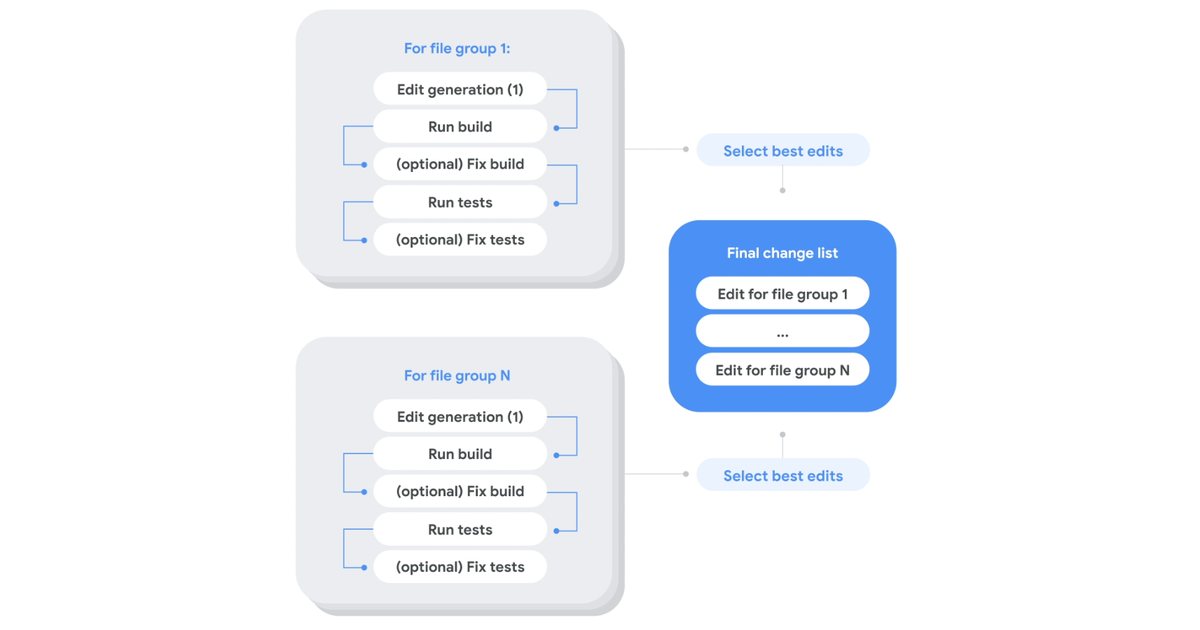 For file group 1:
Edit generation (1)
Run build
(optional) Fix build
Run tests
(optional) Fix tests
Select best edits
Final change list
Edit for file group 1
...
Edit for file group N
For file group N
Edit generation (1)
Run build
(optional) Fix build
Run tests
(optional) Fix tests
Select best edits